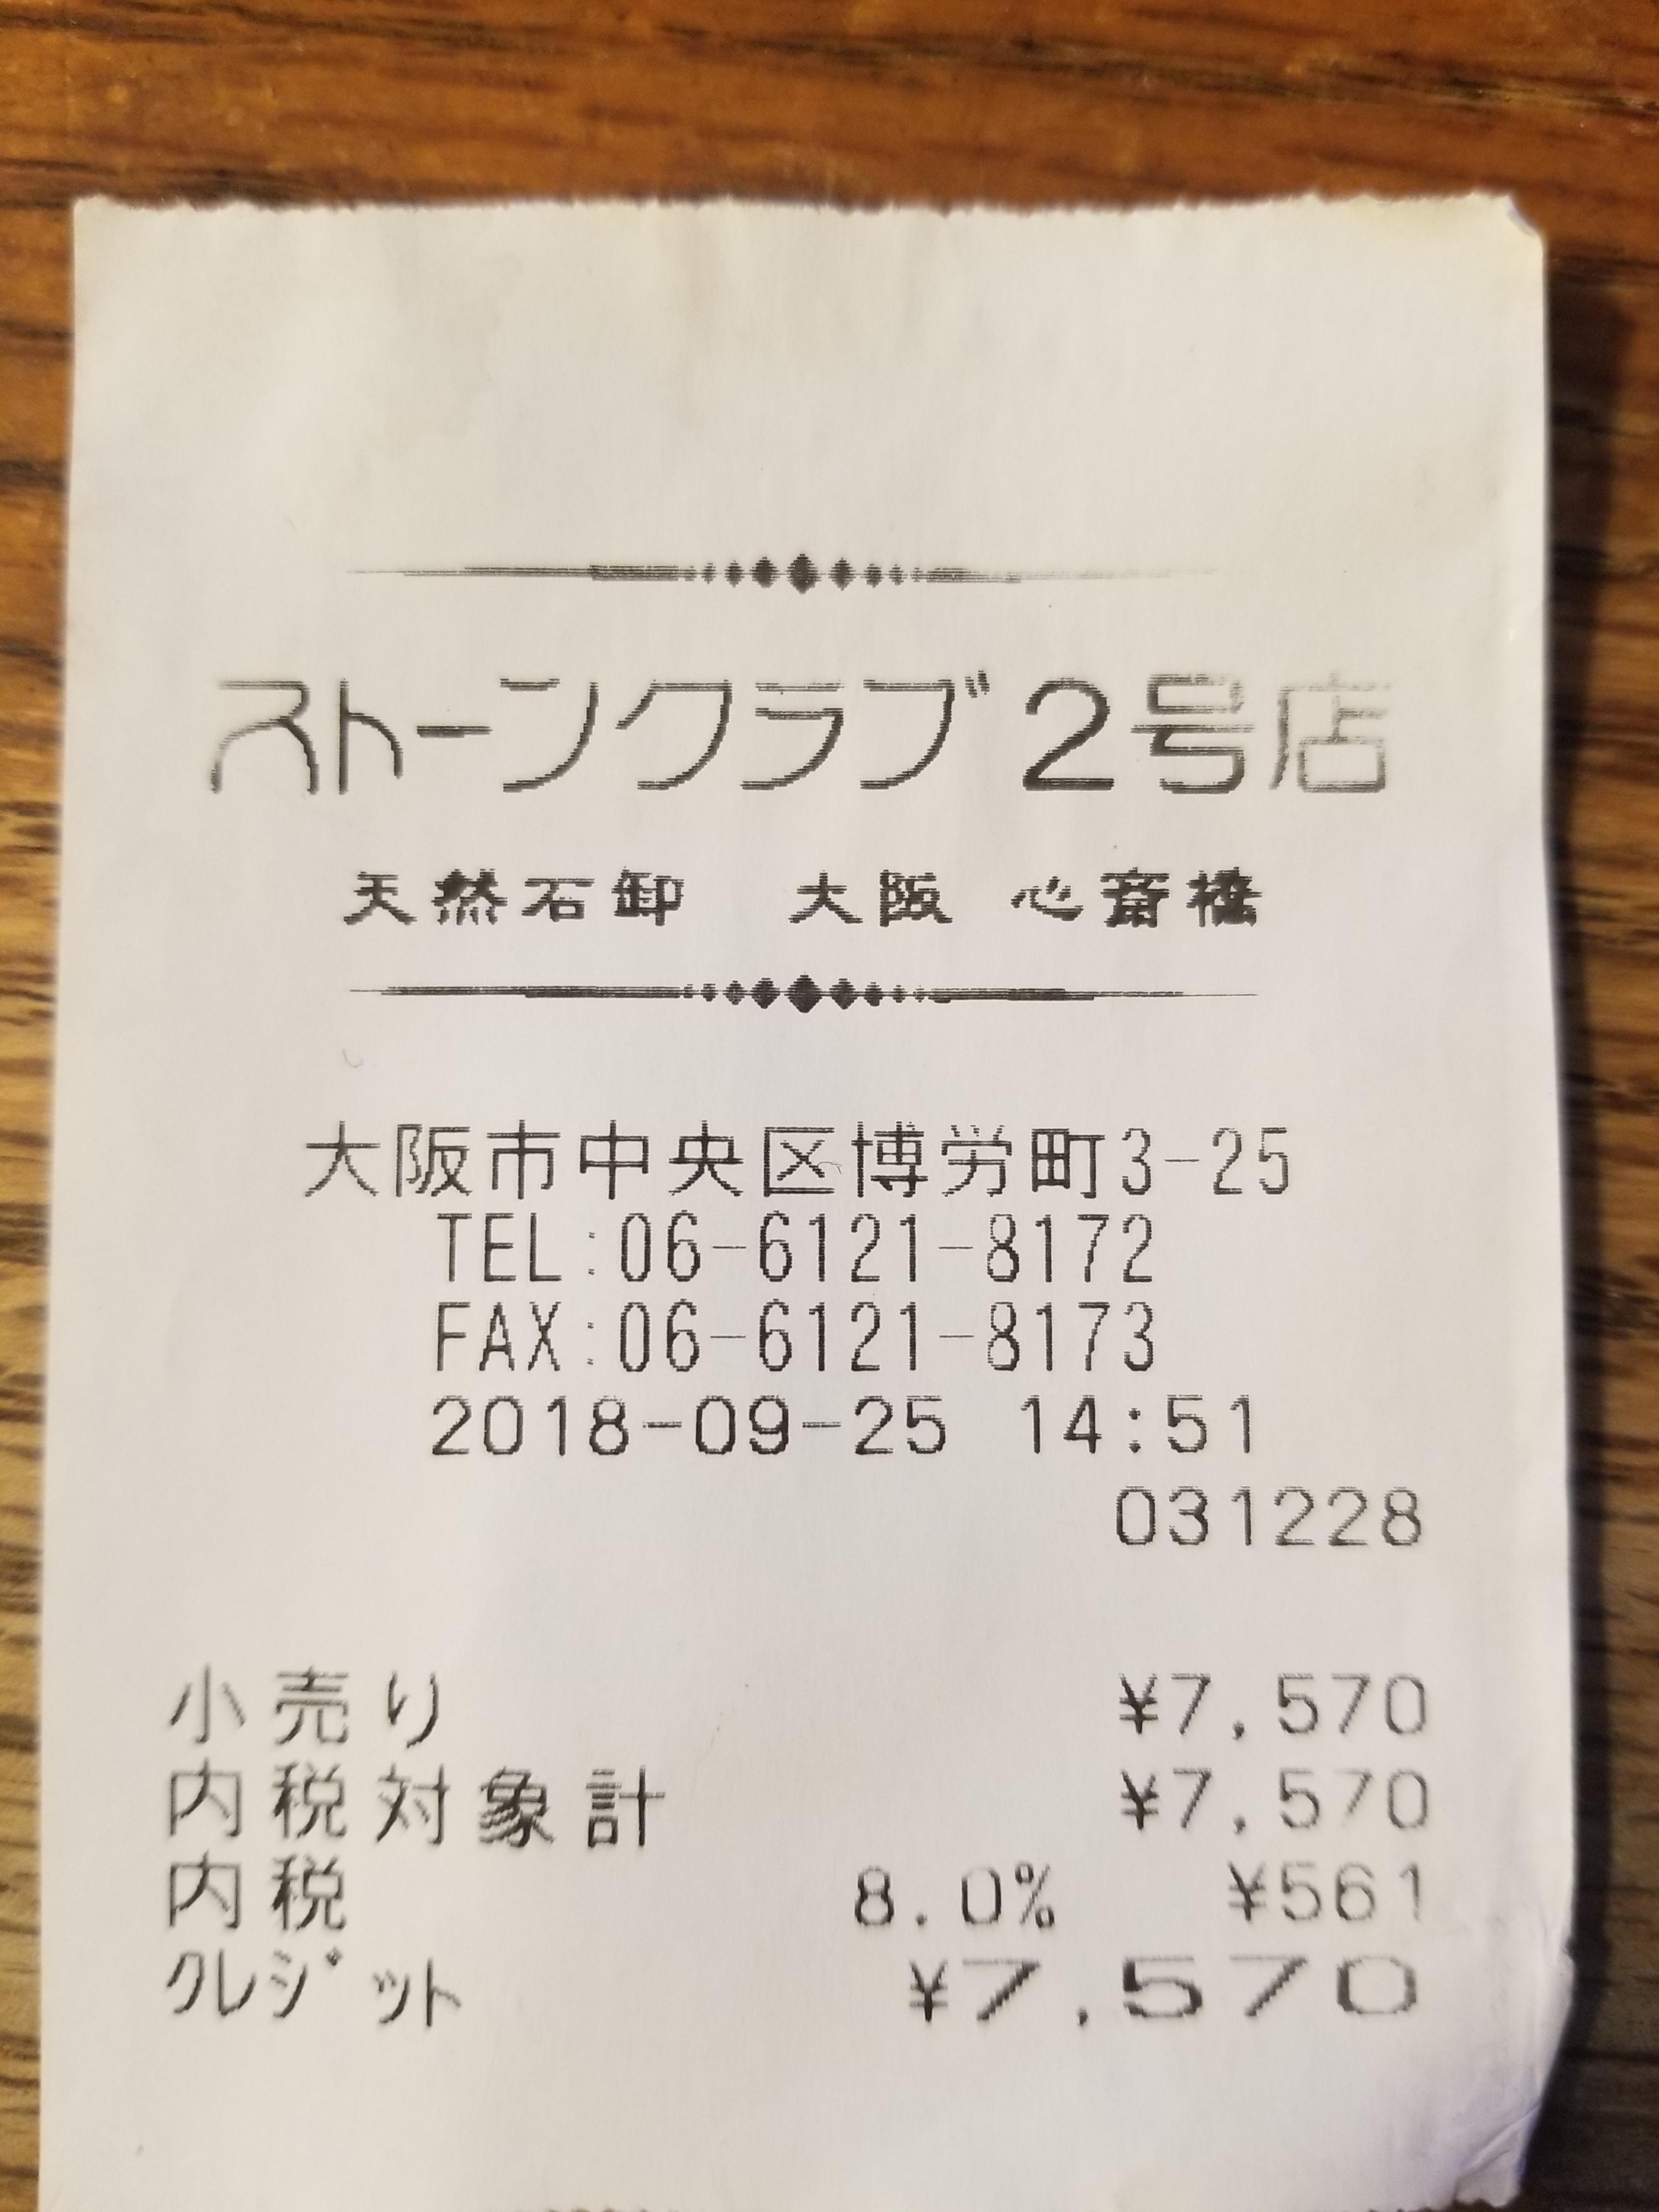 ストーンクラブ2号店
天然石卸 大阪 心斎橋
大阪市中央区博労町3-25
TEL:06-6121-8172
FAX:06-6121-8173
2018-09-25 14:51
031228
小売り ¥7,570
内税対象計 ¥7,570
内税 8.0% ¥561
クレジット ¥7,570